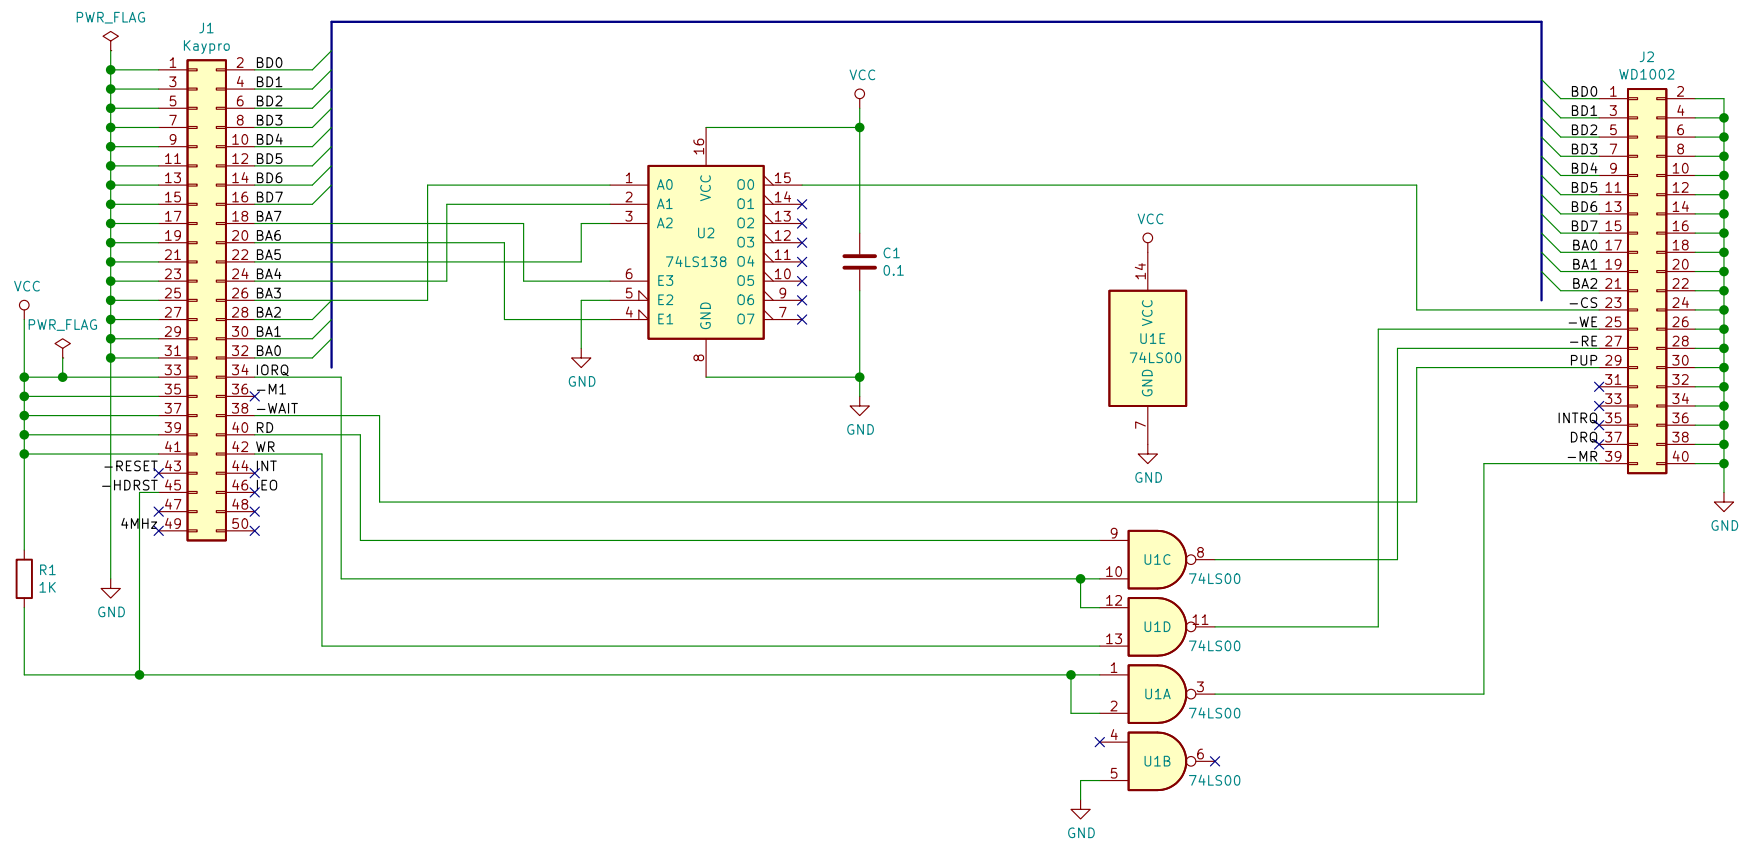 PWR_FLAG
J1
Kaypro
1 2 BD0
3 4 BD1
5 6 BD2
7 8 BD3
9 10 BD4
11 12 BD5
13 14 BD6
15 16 BD7
17 18 BA7
19 20 BA6
21 22 BA5
23 24 BA4
25 26 BA3
27 28 BA2
29 30 BA1
31 32 BA0
33 34 IORQ
35 36 -M1
37 38 -WAIT
39 40 RD
41 42 WR
-RESET 43 44 INT
-HDRST 45 46 IEO
47 48
4MHz 49 50
VCC
PWR_FLAG
R1
1K
GND
VCC
16
VCC
1 A0 O0 15
2 A1 O1 14
3 A2 O2 13
U2
O3 12
74LS138 O4 11
6 E3 O5 10
5 E2 O6 9
4 E1 O7 7
GND
8
GND
C1
0.1
GND
VCC
14
VCC
U1E
74LS00
GND
7
GND
J2
WD1002
BD0 1 2
BD1 3 4
BD2 5 6
BD3 7 8
BD4 9 10
BD5 11 12
BD6 13 14
BD7 15 16
BA0 17 18
BA1 19 20
BA2 21 22
-CS 23 24
-WE 25 26
-RE 27 28
PUP 29 30
31 32
33 34
INTRQ 35 36
DRQ 37 38
-MR 39 40
GND
9
U1C 8
10 74LS00
12
U1D 11
13 74LS00
1
U1A 3
2 74LS00
4
U1B 6
5 74LS00
GND